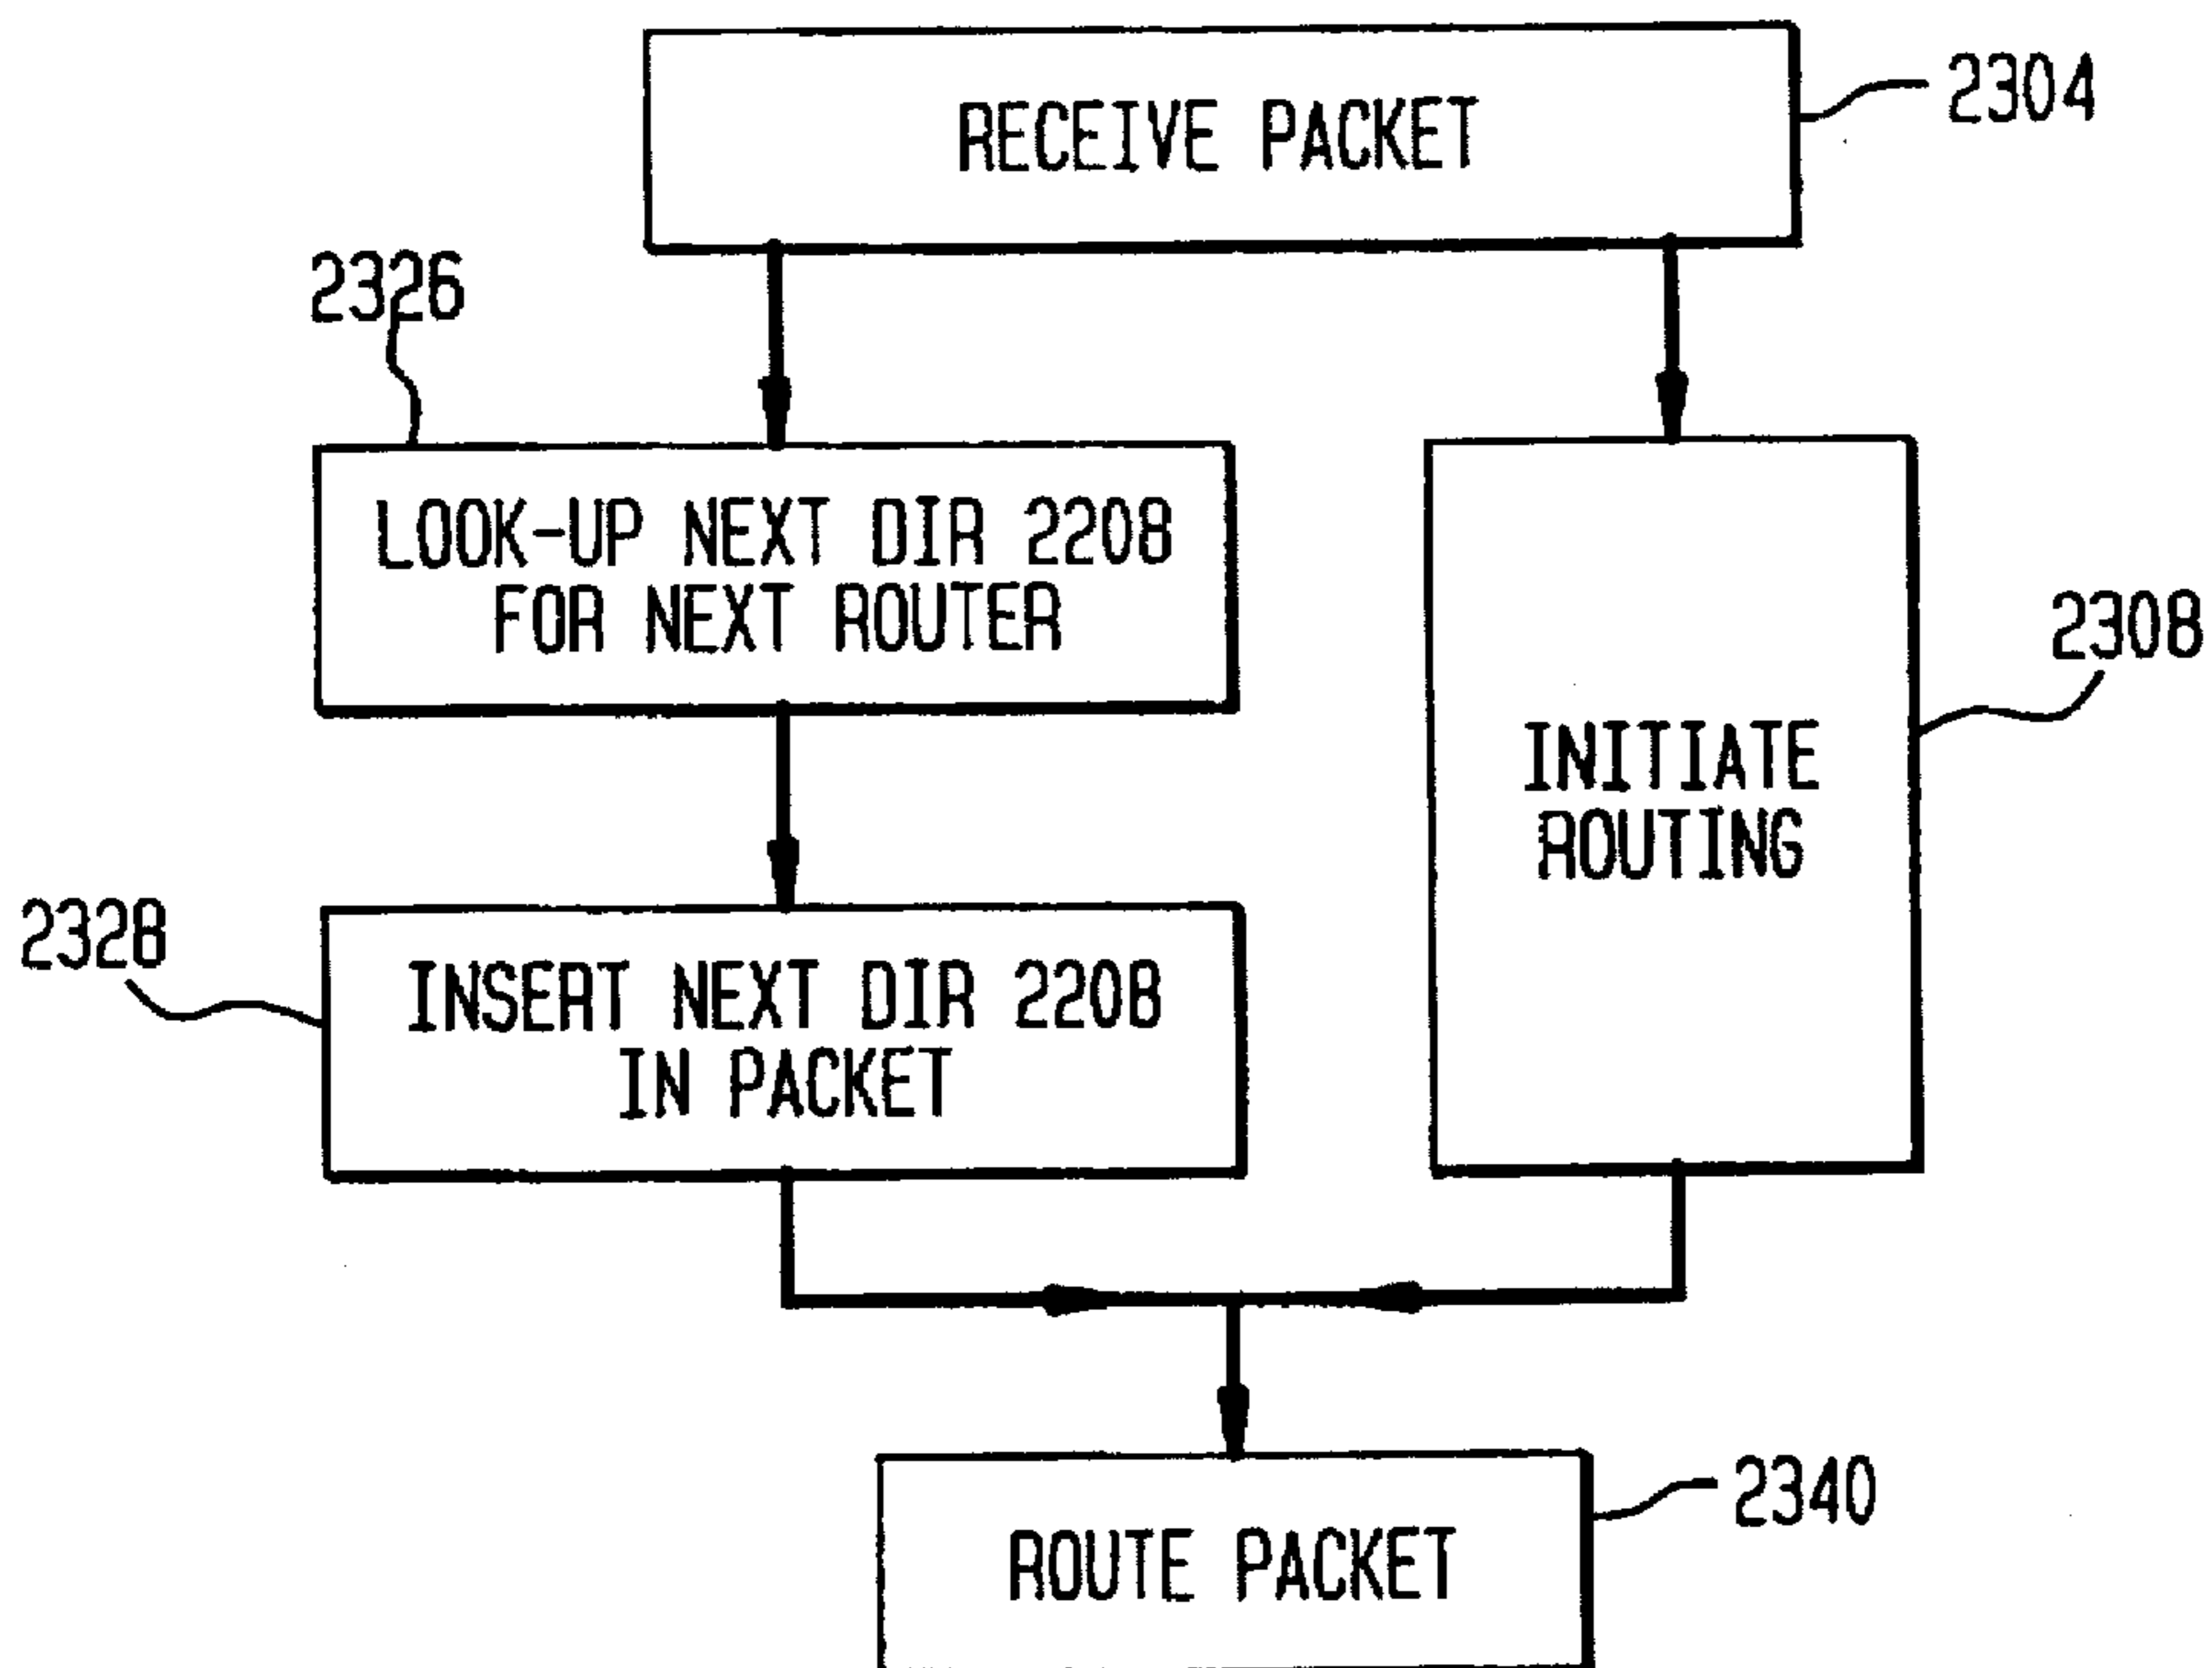 RECEIVE PACKET
2304
2326
LOOK-UP NEXT DIR 2208
FOR NEXT ROUTER
2308
INITIATE
ROUTING
2328
INSERT NEXT DIR 2208
IN PACKET
2340
ROUTE PACKET